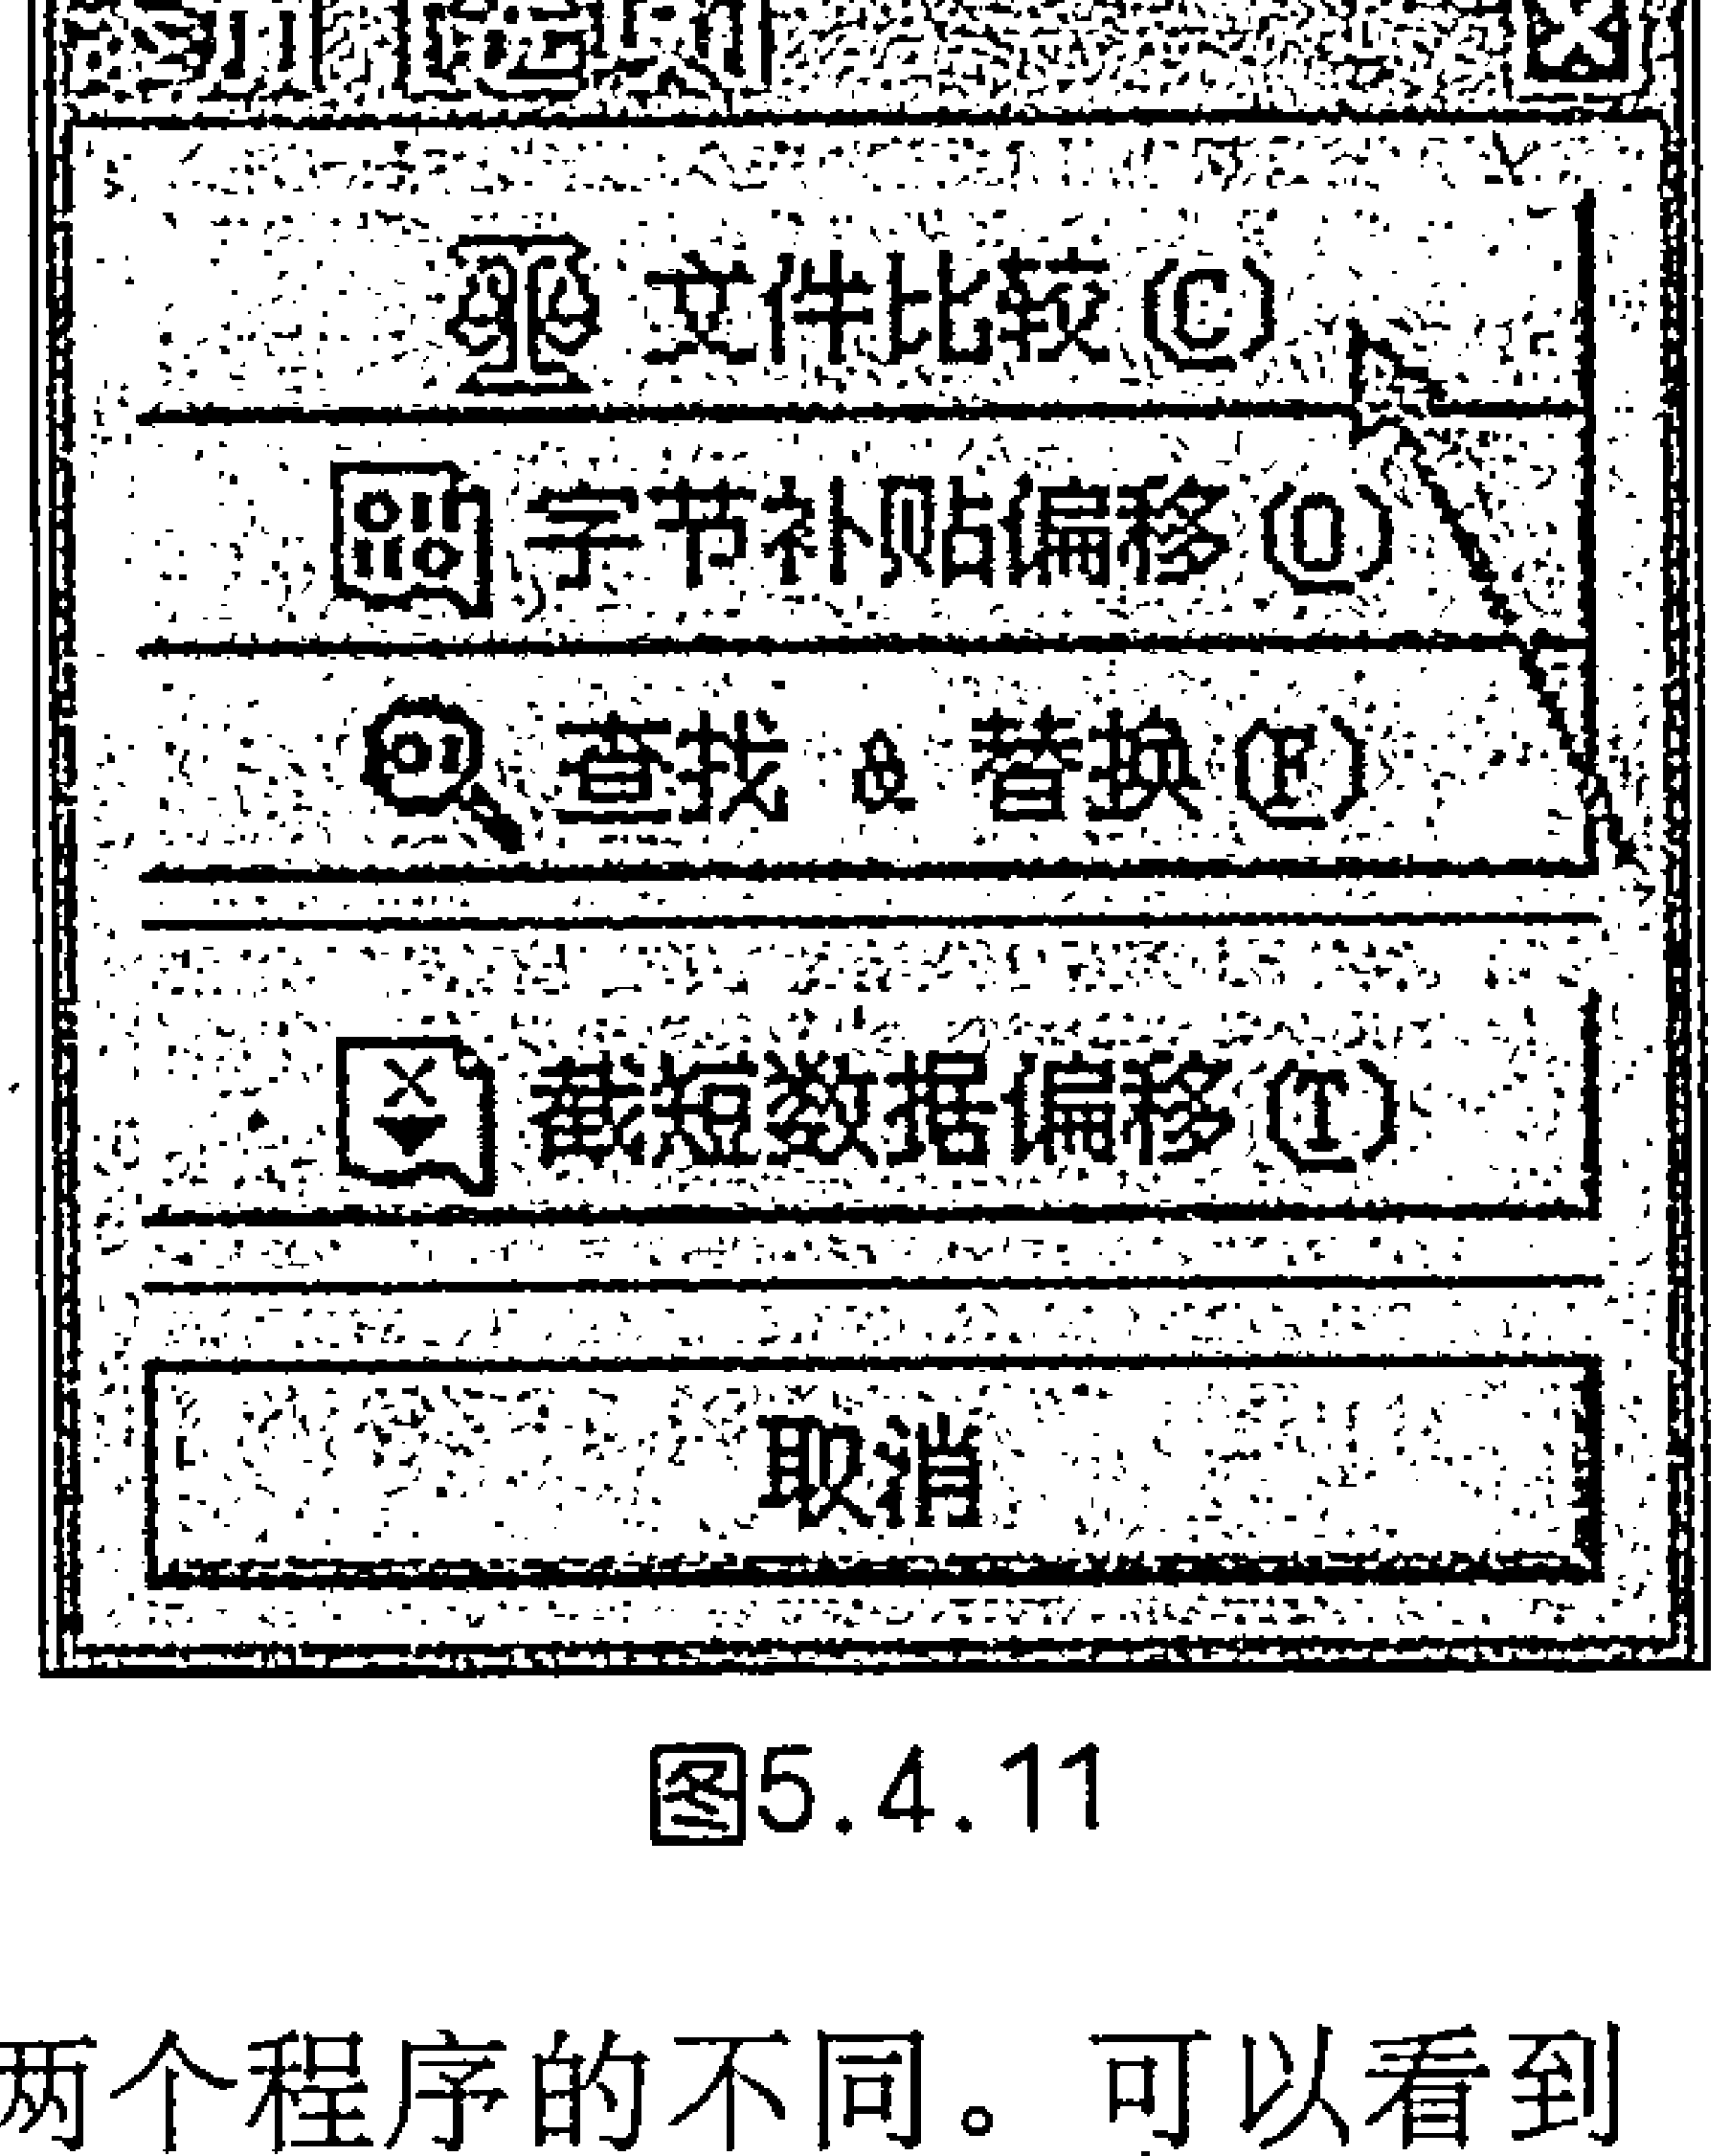 文件比较(C)
字节补贴偏移(O)
查找 & 替换(F)
截短数据偏移(T)
取消
图5.4.11
两个程序的不同。可以看到